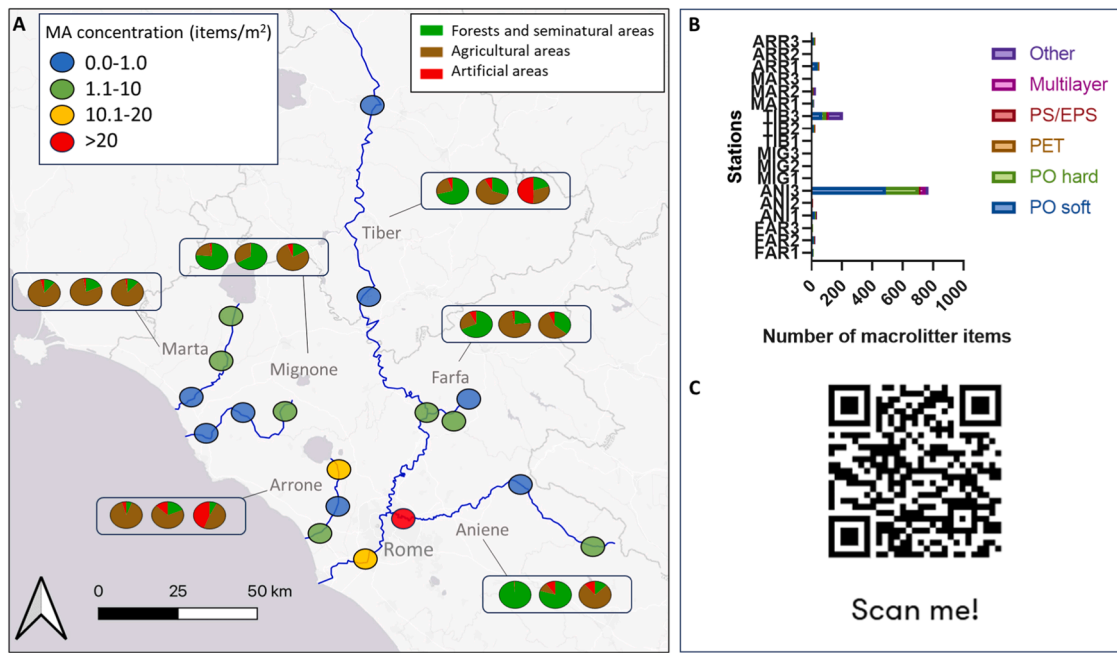 A
MA concentration (items/m²)
0.0-1.0
1.1-10
10.1-20
>20
Forests and seminatural areas
Agricultural areas
Artificial areas
Tiber
Marta
Mignone
Farfa
Arrone
Rome
Aniene
0 25 50 km
B
Stations
ARR3
ARR2
ARR1
MAR3
MAR2
MAR1
TIB3
TIB2
TIB1
MIG3
MIG2
MIG1
ANI3
ANI2
ANI1
FAR3
FAR2
FAR1
0 200 400 600 800 1000
Number of macrolitter items
Other
Multilayer
PS/EPS
PET
PO hard
PO soft
C
Scan me!